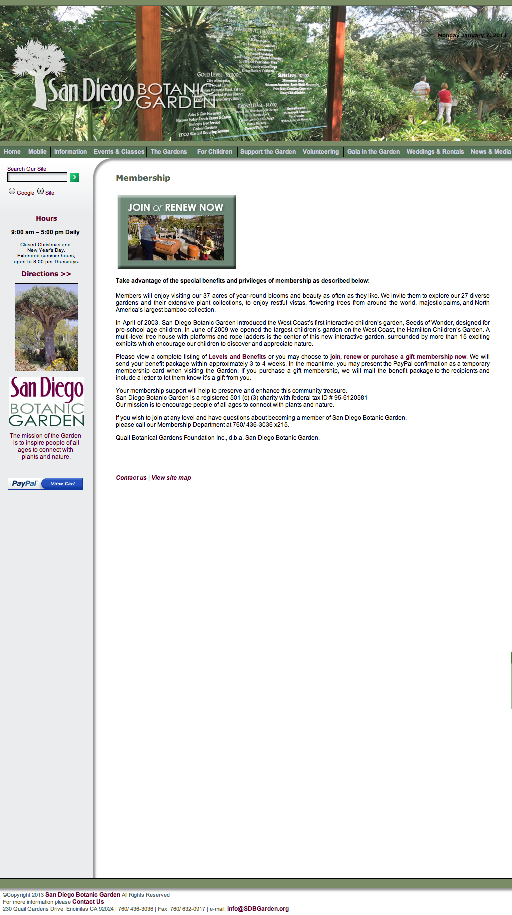 Monday January 7, 2013
San Diego BOTANIC
GARDEN
Home Mobile Information Events & Classes The Gardens For Children Support the Garden Volunteering Gala in the Garden Weddings & Rentals News & Media
Search Our Site
Google Site
Hours
9:00 am – 5:00 pm Daily
Closed Christmas and
New Year's Day.
Extended summer hours,
open to 8:00 pm Thursdays.
Directions >>
San Diego
BOTANIC
GARDEN
The mission of the Garden
is to inspire people of all
ages to connect with
plants and nature.
PayPal View Cart
Membership
JOIN or RENEW NOW
Take advantage of the special benefits and privileges of membership as described below:
Members will enjoy visiting our 37 acres of year-round blooms and beauty as often as they like. We invite them to explore our 27 diverse
gardens and their extensive plant collections, to enjoy restful vistas, flowering trees from around the world, majestic palms, and North
America's largest bamboo collection.
In April of 2003, San Diego Botanic Garden introduced the West Coast's first interactive children's garden, Seeds of Wonder, designed for
pre-school age children. In June of 2009 we opened the largest children's garden on the West Coast, the Hamilton Children's Garden. A
multi-level tree house with platforms and rope ladders is the center of this new interactive garden, surrounded by more than 15 exciting
exhibits which encourage our children to discover and appreciate nature.
Please view a complete listing of Levels and Benefits or you may choose to join, renew or purchase a gift membership now. We will
send your benefit package within approximately 3 to 4 weeks. In the meantime, you may present the PayPal confirmation as a temporary
membership card when visiting the Garden. If you purchase a gift membership, we will mail the benefit package to the recipients and
include a letter to let them know it's a gift from you.
Your membership support will help to preserve and enhance this community treasure.
San Diego Botanic Garden is a registered 501 (c) (3) charity with federal tax ID # 95-6120581
Our mission is to encourage people of all ages to connect with plants and nature.
If you wish to join at any level and have questions about becoming a member of San Diego Botanic Garden,
please call our Membership Department at 760/ 436-3036 x215.
Quail Botanical Gardens Foundation Inc., d.b.a. San Diego Botanic Garden.
Contact us | View site map
©Copyright 2013 San Diego Botanic Garden All Rights Reserved
For more information please Contact Us
230 Quail Gardens Drive, Encinitas CA 92024 | 760/ 436-3036 | Fax: 760/ 632-0917 | e-mail: info@SDBGarden.org